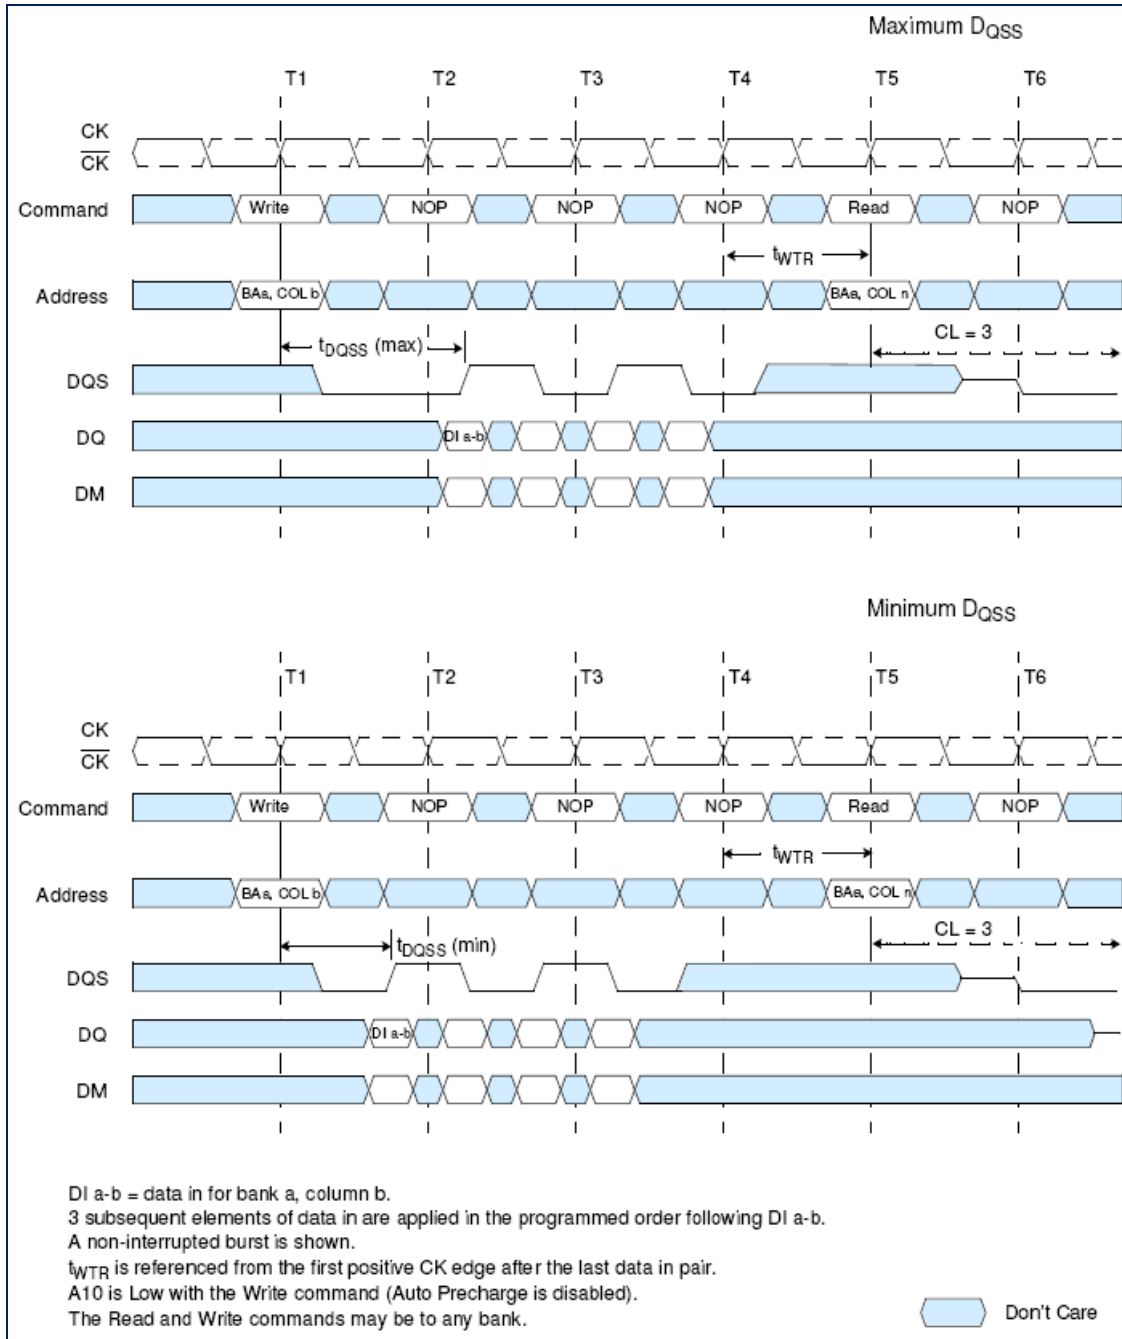 Maximum DQSS
T1 T2 T3 T4 T5 T6
CK
CK
Command Write NOP NOP NOP Read NOP
tWTR
Address BAa, COL b BAa, COL n
tDQSS (max) CL = 3
DQS
DQ DI a-b
DM
Minimum DQSS
T1 T2 T3 T4 T5 T6
CK
CK
Command Write NOP NOP NOP Read NOP
tWTR
Address BAa, COL b BAa, COL n
tDQSS (min) CL = 3
DQS
DQ DI a-b
DM
DI a-b = data in for bank a, column b.
3 subsequent elements of data in are applied in the programmed order following DI a-b.
A non-interrupted burst is shown.
tWTR is referenced from the first positive CK edge after the last data in pair.
A10 is Low with the Write command (Auto Precharge is disabled).
The Read and Write commands may be to any bank.
Don't Care